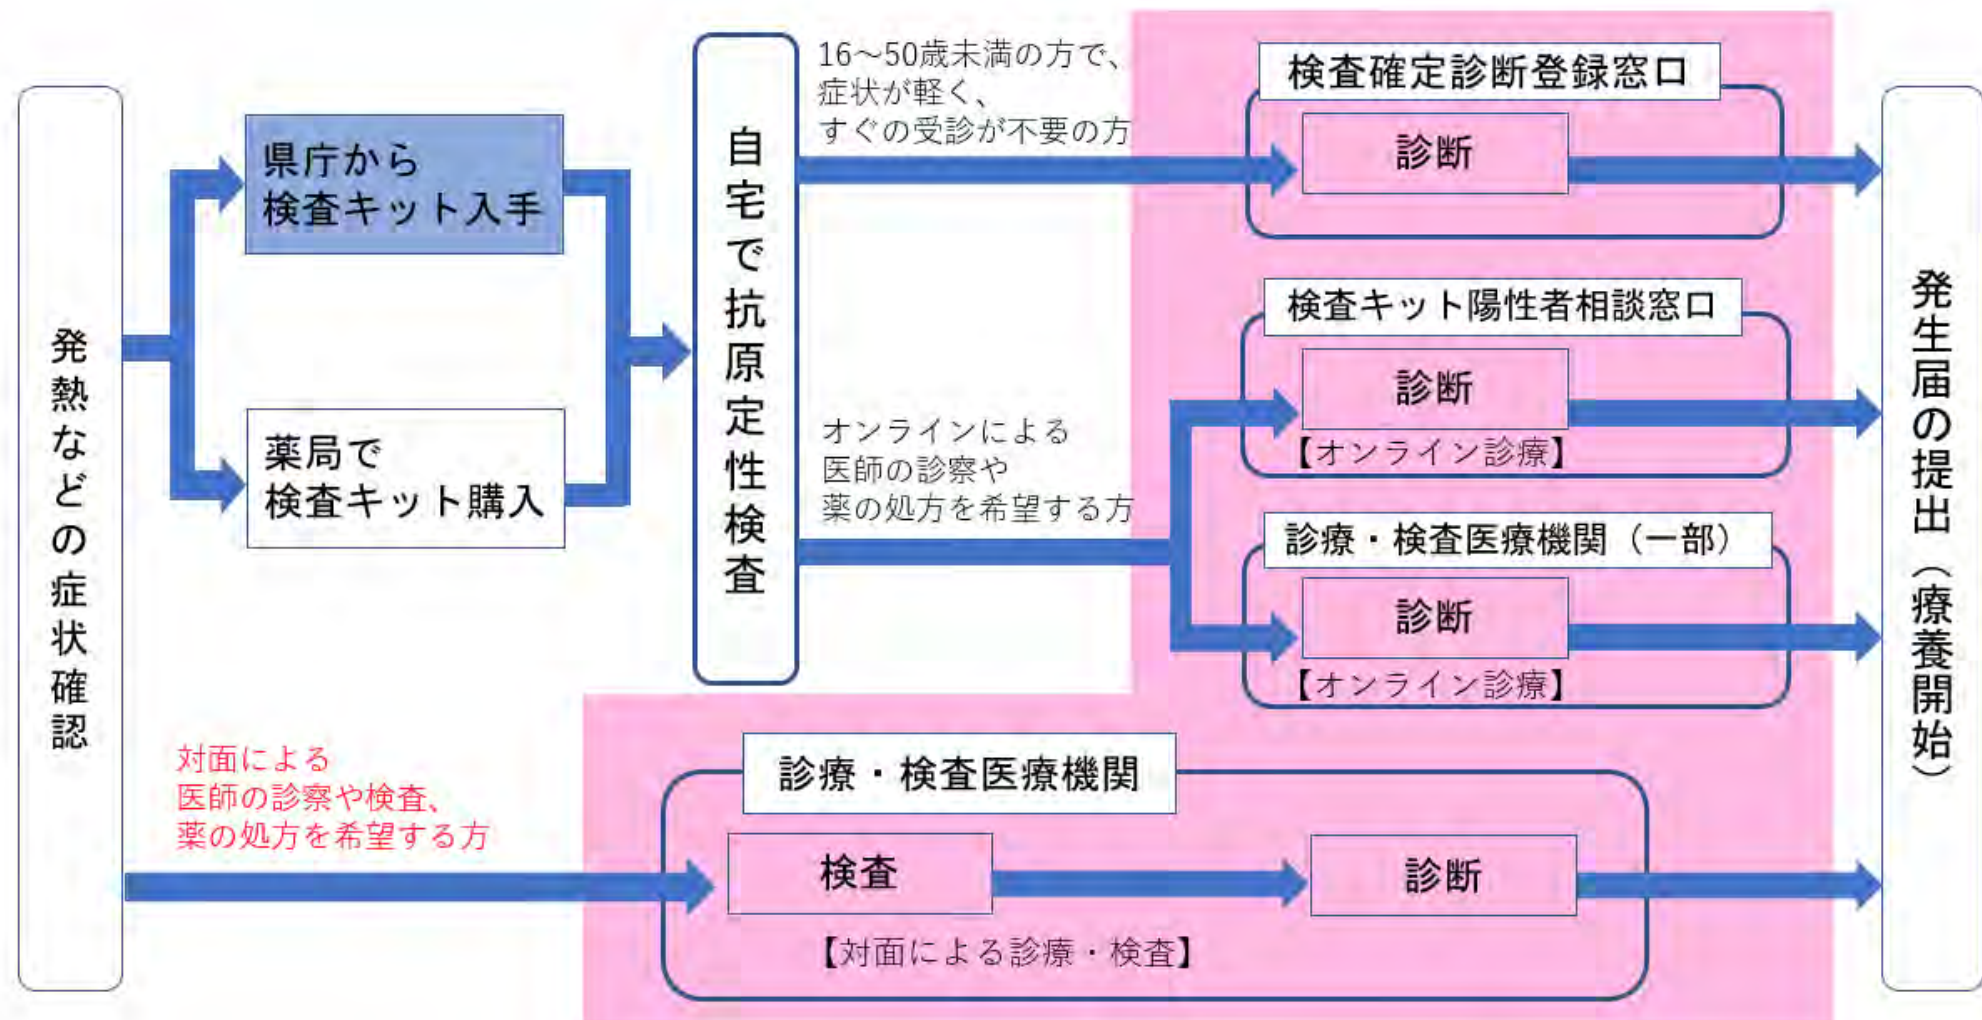 発熱などの症状確認
県庁から
検査キット入手
薬局で
検査キット購入
自宅で抗原定性検査
16～50歳未満の方で、
症状が軽く、
すぐの受診が不要の方
検査確定診断登録窓口
診断
オンラインによる
医師の診察や
薬の処方を希望する方
検査キット陽性者相談窓口
診断
【オンライン診療】
診療・検査医療機関（一部）
診断
【オンライン診療】
対面による
医師の診察や検査、
薬の処方を希望する方
診療・検査医療機関
検査
診断
【対面による診療・検査】
発生届の提出（療養開始）